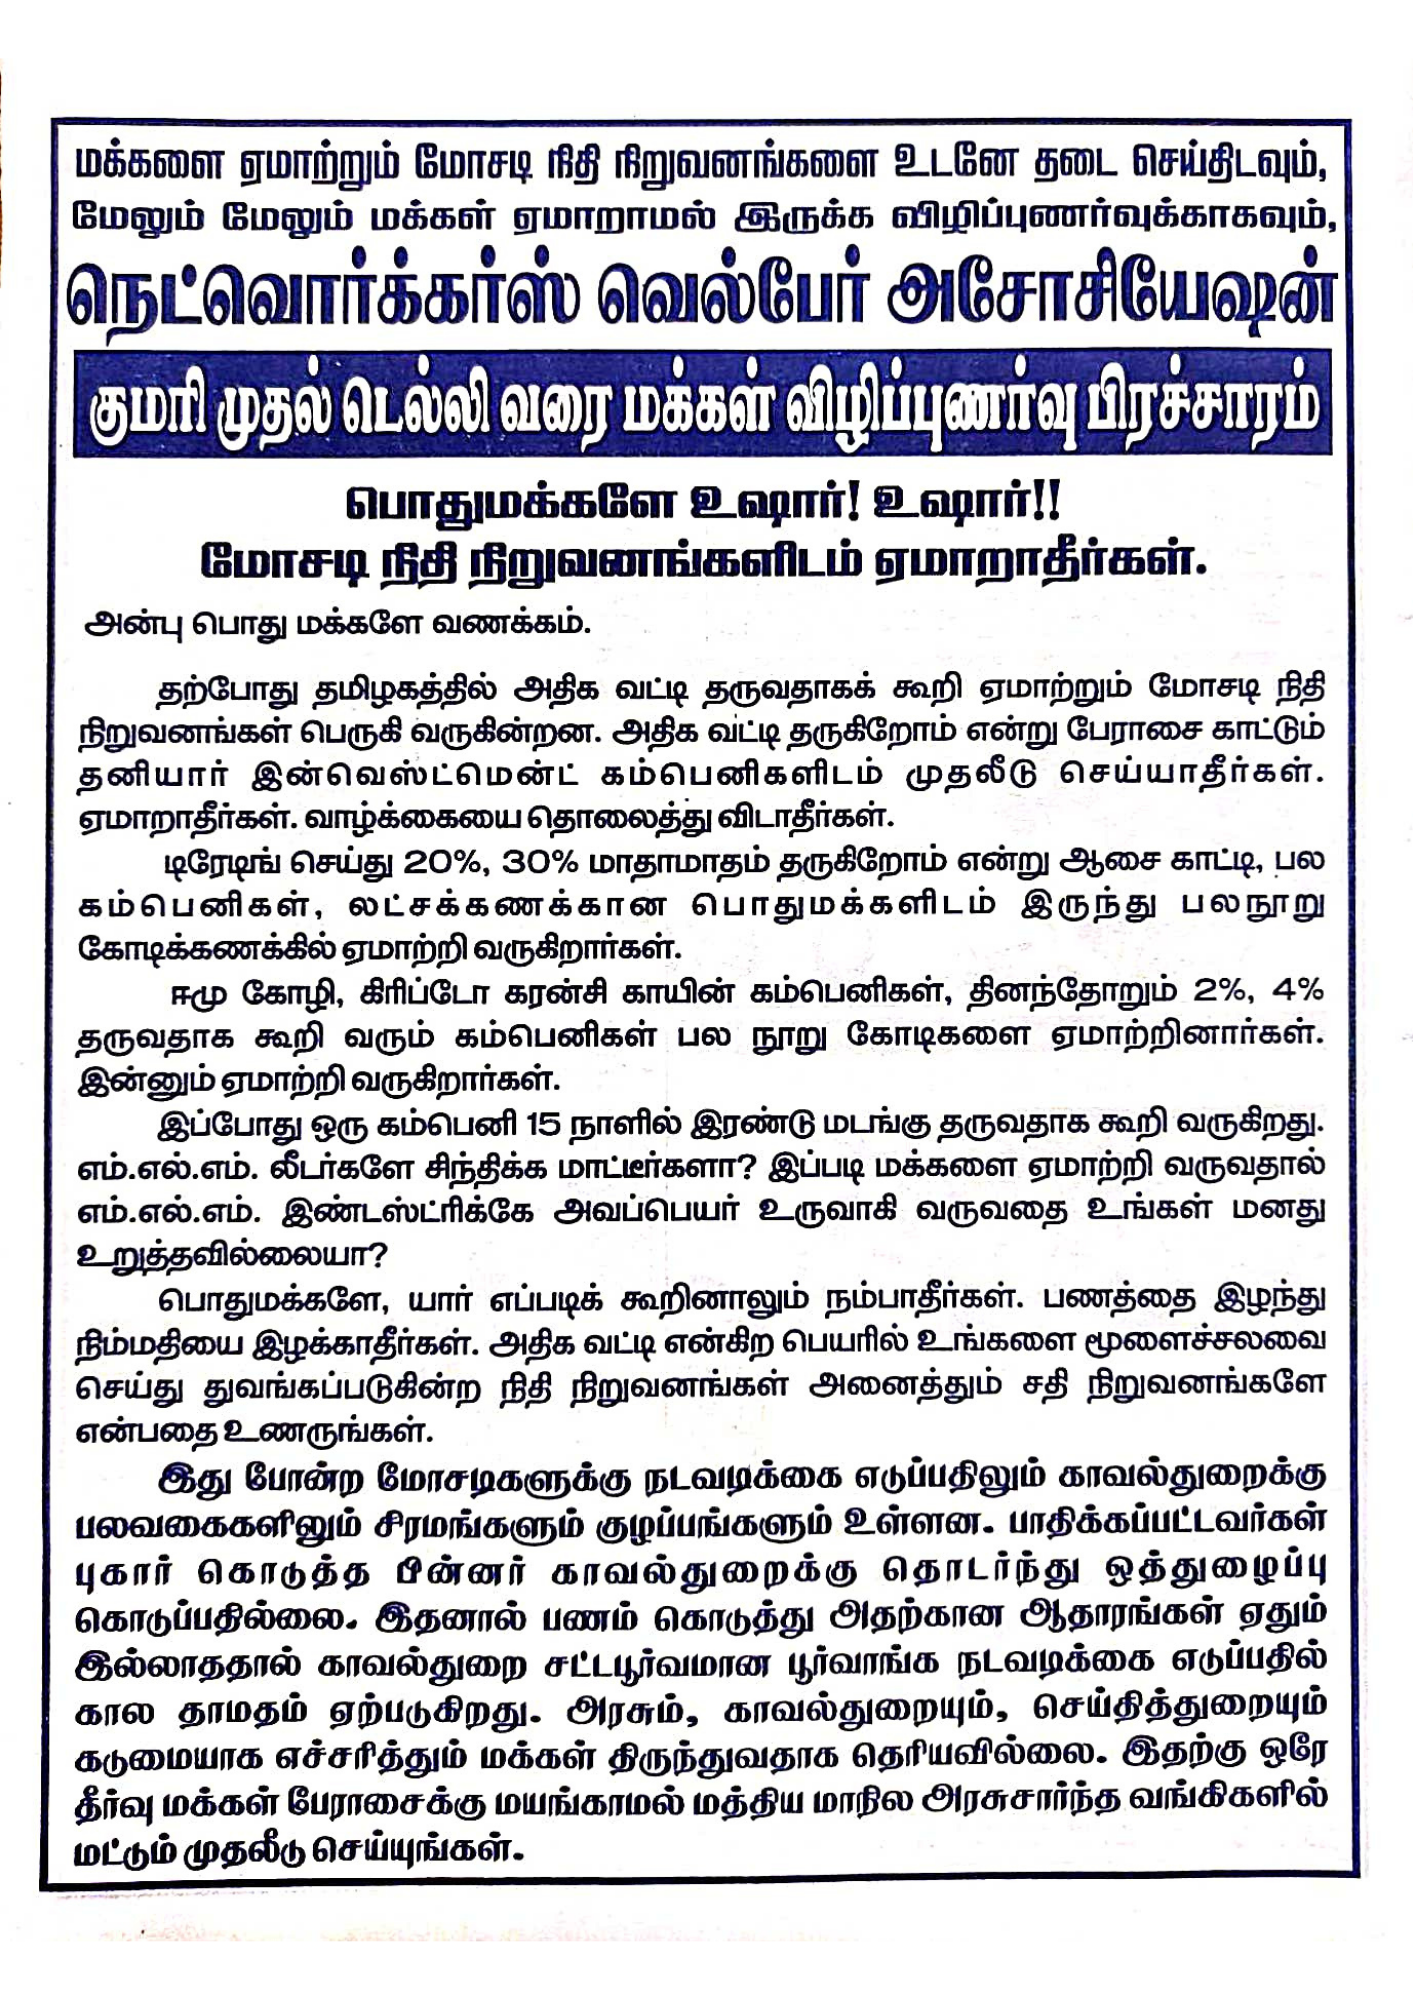 மக்களை ஏமாற்றும் மோசடி நிதி நிறுவனங்களை உடனே தடை செய்திடவும்,
மேலும் மேலும் மக்கள் ஏமாறாமல் இருக்க விழிப்புணர்வுக்காகவும்,
நெட்வொர்க்கர்ஸ் வெல்பேர் அசோசியேஷன்
குமரி முதல் டெல்லி வரை மக்கள் விழிப்புணர்வு பிரச்சாரம்
பொதுமக்களே உஷார்! உஷார்!!
மோசடி நிதி நிறுவனங்களிடம் ஏமாறாதீர்கள்.
அன்பு பொது மக்களே வணக்கம்.
தற்போது தமிழகத்தில் அதிக வட்டி தருவதாகக் கூறி ஏமாற்றும் மோசடி நிதி
நிறுவனங்கள் பெருகி வருகின்றன. அதிக வட்டி தருகிறோம் என்று பேராசை காட்டும்
தனியார் இன்வெஸ்ட்மென்ட் கம்பெனிகளிடம் முதலீடு செய்யாதீர்கள்.
ஏமாறாதீர்கள். வாழ்க்கையை தொலைத்து விடாதீர்கள்.
டிரேடிங் செய்து 20%, 30% மாதாமாதம் தருகிறோம் என்று ஆசை காட்டி, பல
கம்பெனிகள், லட்சக்கணக்கான பொதுமக்களிடம் இருந்து பலநூறு
கோடிக்கணக்கில் ஏமாற்றி வருகிறார்கள்.
ஈமு கோழி, கிரிப்டோ கரன்சி காயின் கம்பெனிகள், தினந்தோறும் 2%, 4%
தருவதாக கூறி வரும் கம்பெனிகள் பல நூறு கோடிகளை ஏமாற்றினார்கள்.
இன்னும் ஏமாற்றி வருகிறார்கள்.
இப்போது ஒரு கம்பெனி 15 நாளில் இரண்டு மடங்கு தருவதாக கூறி வருகிறது.
எம்.எல்.எம். லீடர்களே சிந்திக்க மாட்டீர்களா? இப்படி மக்களை ஏமாற்றி வருவதால்
எம்.எல்.எம். இண்டஸ்ட்ரிக்கே அவப்பெயர் உருவாகி வருவதை உங்கள் மனது
உறுத்தவில்லையா?
பொதுமக்களே, யார் எப்படிக் கூறினாலும் நம்பாதீர்கள். பணத்தை இழந்து
நிம்மதியை இழக்காதீர்கள். அதிக வட்டி என்கிற பெயரில் உங்களை மூளைச்சலவை
செய்து துவங்கப்படுகின்ற நிதி நிறுவனங்கள் அனைத்தும் சதி நிறுவனங்களே
என்பதை உணருங்கள்.
இது போன்ற மோசடிகளுக்கு நடவடிக்கை எடுப்பதிலும் காவல்துறைக்கு
பலவகைகளிலும் சிரமங்களும் குழப்பங்களும் உள்ளன. பாதிக்கப்பட்டவர்கள்
புகார் கொடுத்த பின்னர் காவல்துறைக்கு தொடர்ந்து ஒத்துழைப்பு
கொடுப்பதில்லை. இதனால் பணம் கொடுத்து அதற்கான ஆதாரங்கள் ஏதும்
இல்லாததால் காவல்துறை சட்டபூர்வமான பூர்வாங்க நடவடிக்கை எடுப்பதில்
கால தாமதம் ஏற்படுகிறது. அரசும், காவல்துறையும், செய்தித்துறையும்
கடுமையாக எச்சரித்தும் மக்கள் திருந்துவதாக தெரியவில்லை. இதற்கு ஒரே
தீர்வு மக்கள் பேராசைக்கு மயங்காமல் மத்திய மாநில அரசுசார்ந்த வங்கிகளில்
மட்டும் முதலீடு செய்யுங்கள்.